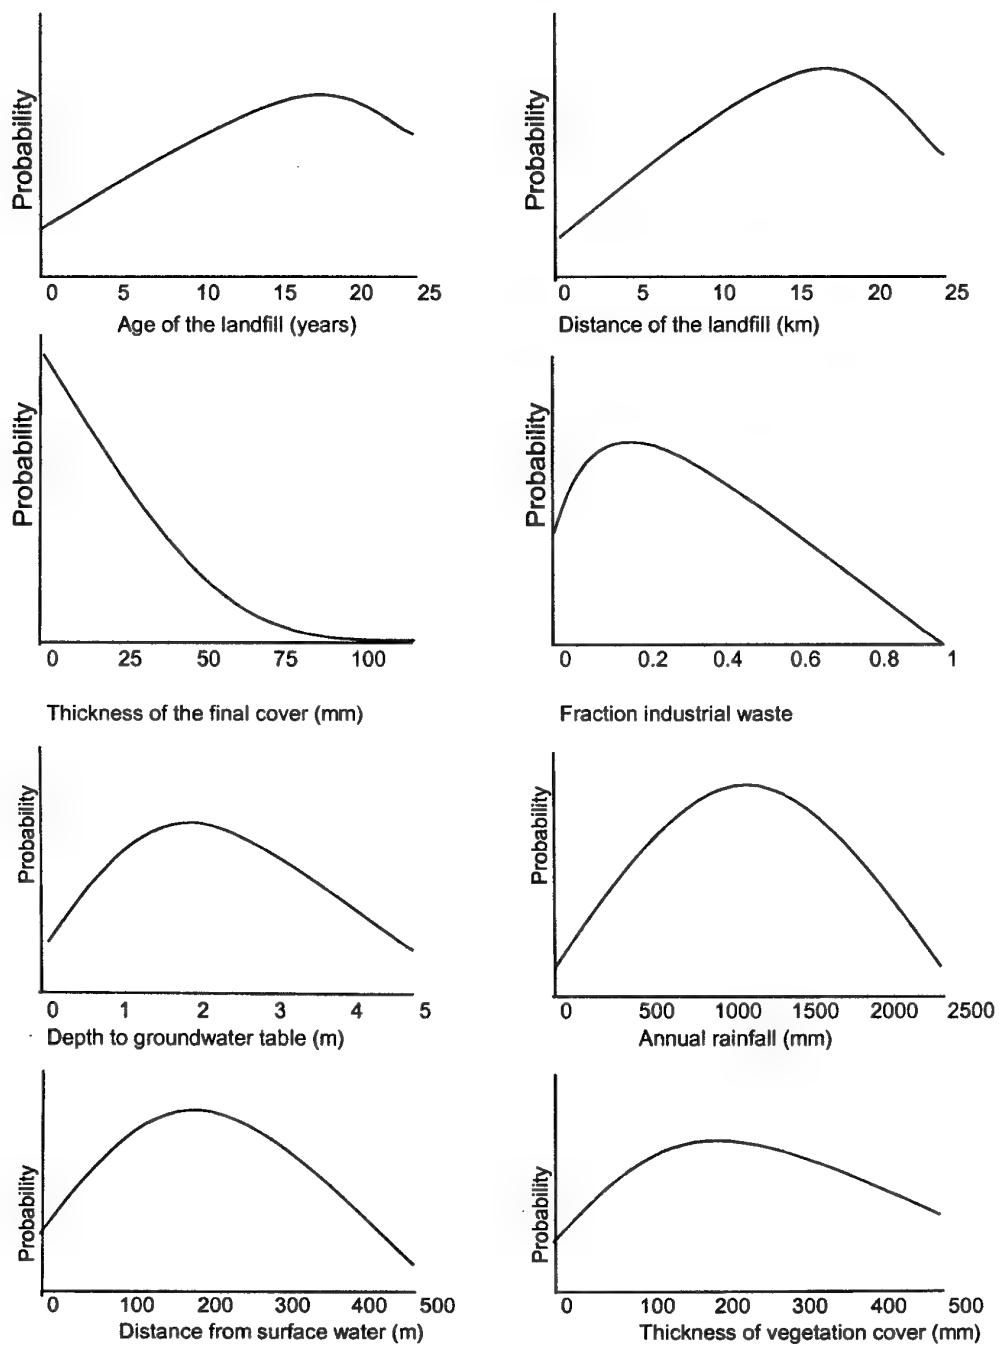 Probability
0 5 10 15 20 25
Age of the landfill (years)
Probability
0 5 10 15 20 25
Distance of the landfill (km)
Probability
0 25 50 75 100
Thickness of the final cover (mm)
Probability
0 0.2 0.4 0.6 0.8 1
Fraction industrial waste
Probability
0 1 2 3 4 5
Depth to groundwater table (m)
Probability
0 500 1000 1500 2000 2500
Annual rainfall (mm)
Probability
0 100 200 300 400 500
Distance from surface water (m)
Probability
0 100 200 300 400 500
Thickness of vegetation cover (mm)